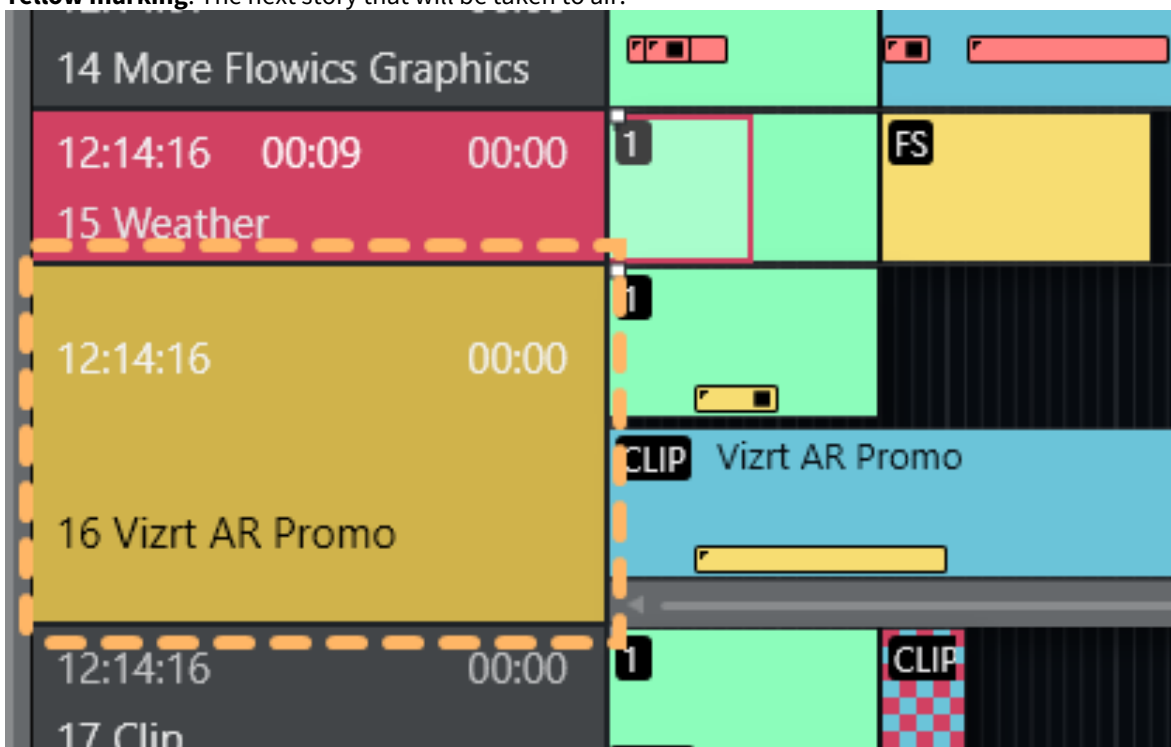 Yellow marking: The next story that will be taken to air.
14 More Flowics Graphics
12:14:16 00:09 00:00
15 Weather
1
FS
12:14:16 00:00
16 Vizrt AR Promo
1
CLIP Vizrt AR Promo
12:14:16 00:00
17 Clip
1
CLIP